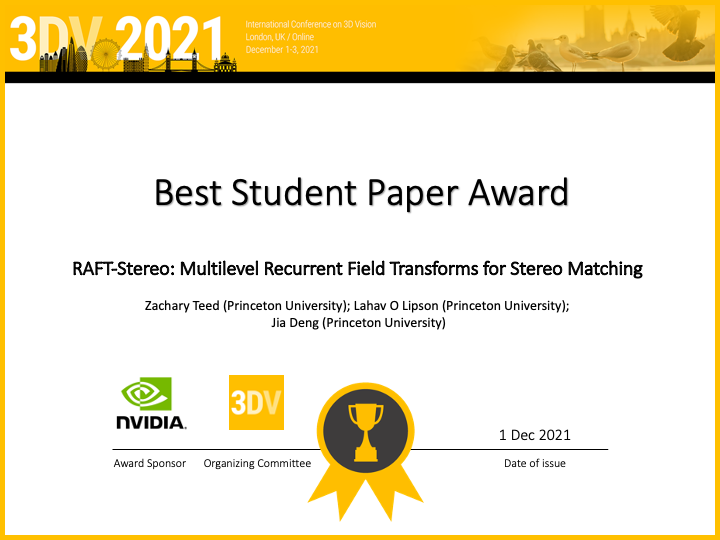 3DV 2021
International Conference on 3D Vision
London, UK / Online
December 1-3, 2021
Best Student Paper Award
RAFT-Stereo: Multilevel Recurrent Field Transforms for Stereo Matching
Zachary Teed (Princeton University); Lahav O Lipson (Princeton University);
Jia Deng (Princeton University)
NVIDIA.
3DV
1 Dec 2021
Award Sponsor
Organizing Committee
Date of issue